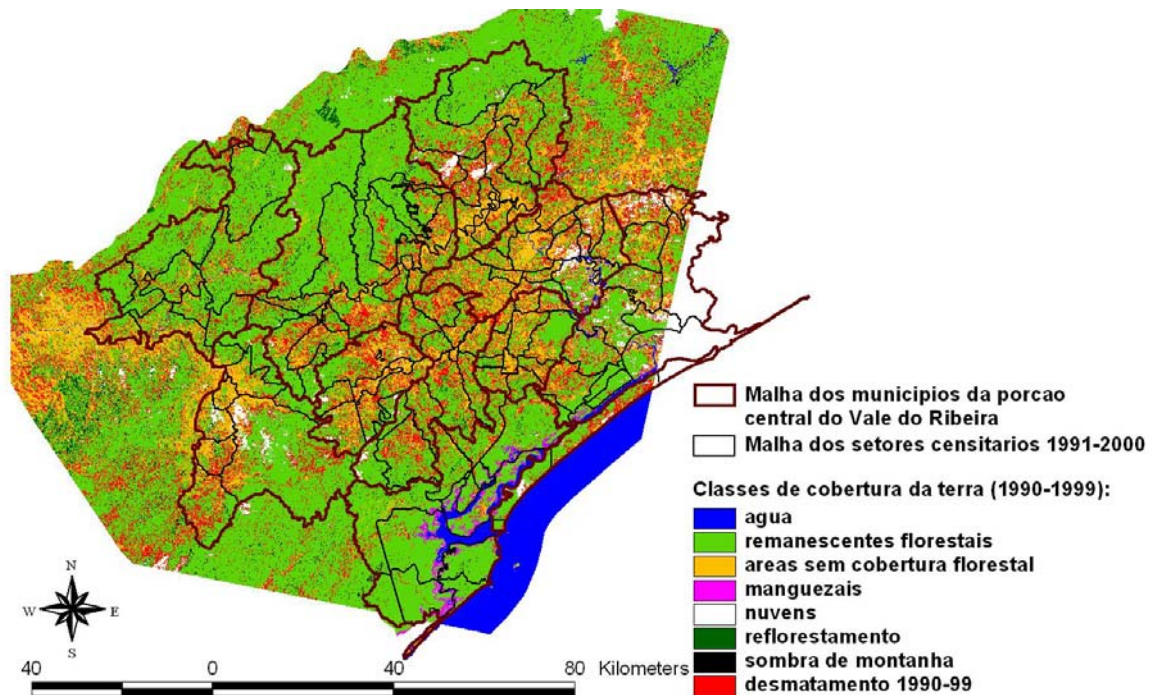 Malha dos municipios da porcao
central do Vale do Ribeira
Malha dos setores censitarios 1991-2000
Classes de cobertura da terra (1990-1999):
agua
remanescentes florestais
areas sem cobertura florestal
manguezais
nuvens
reflorestamento
sombra de montanha
desmatamento 1990-99
N
W E
S
40 0 40 80 Kilometers